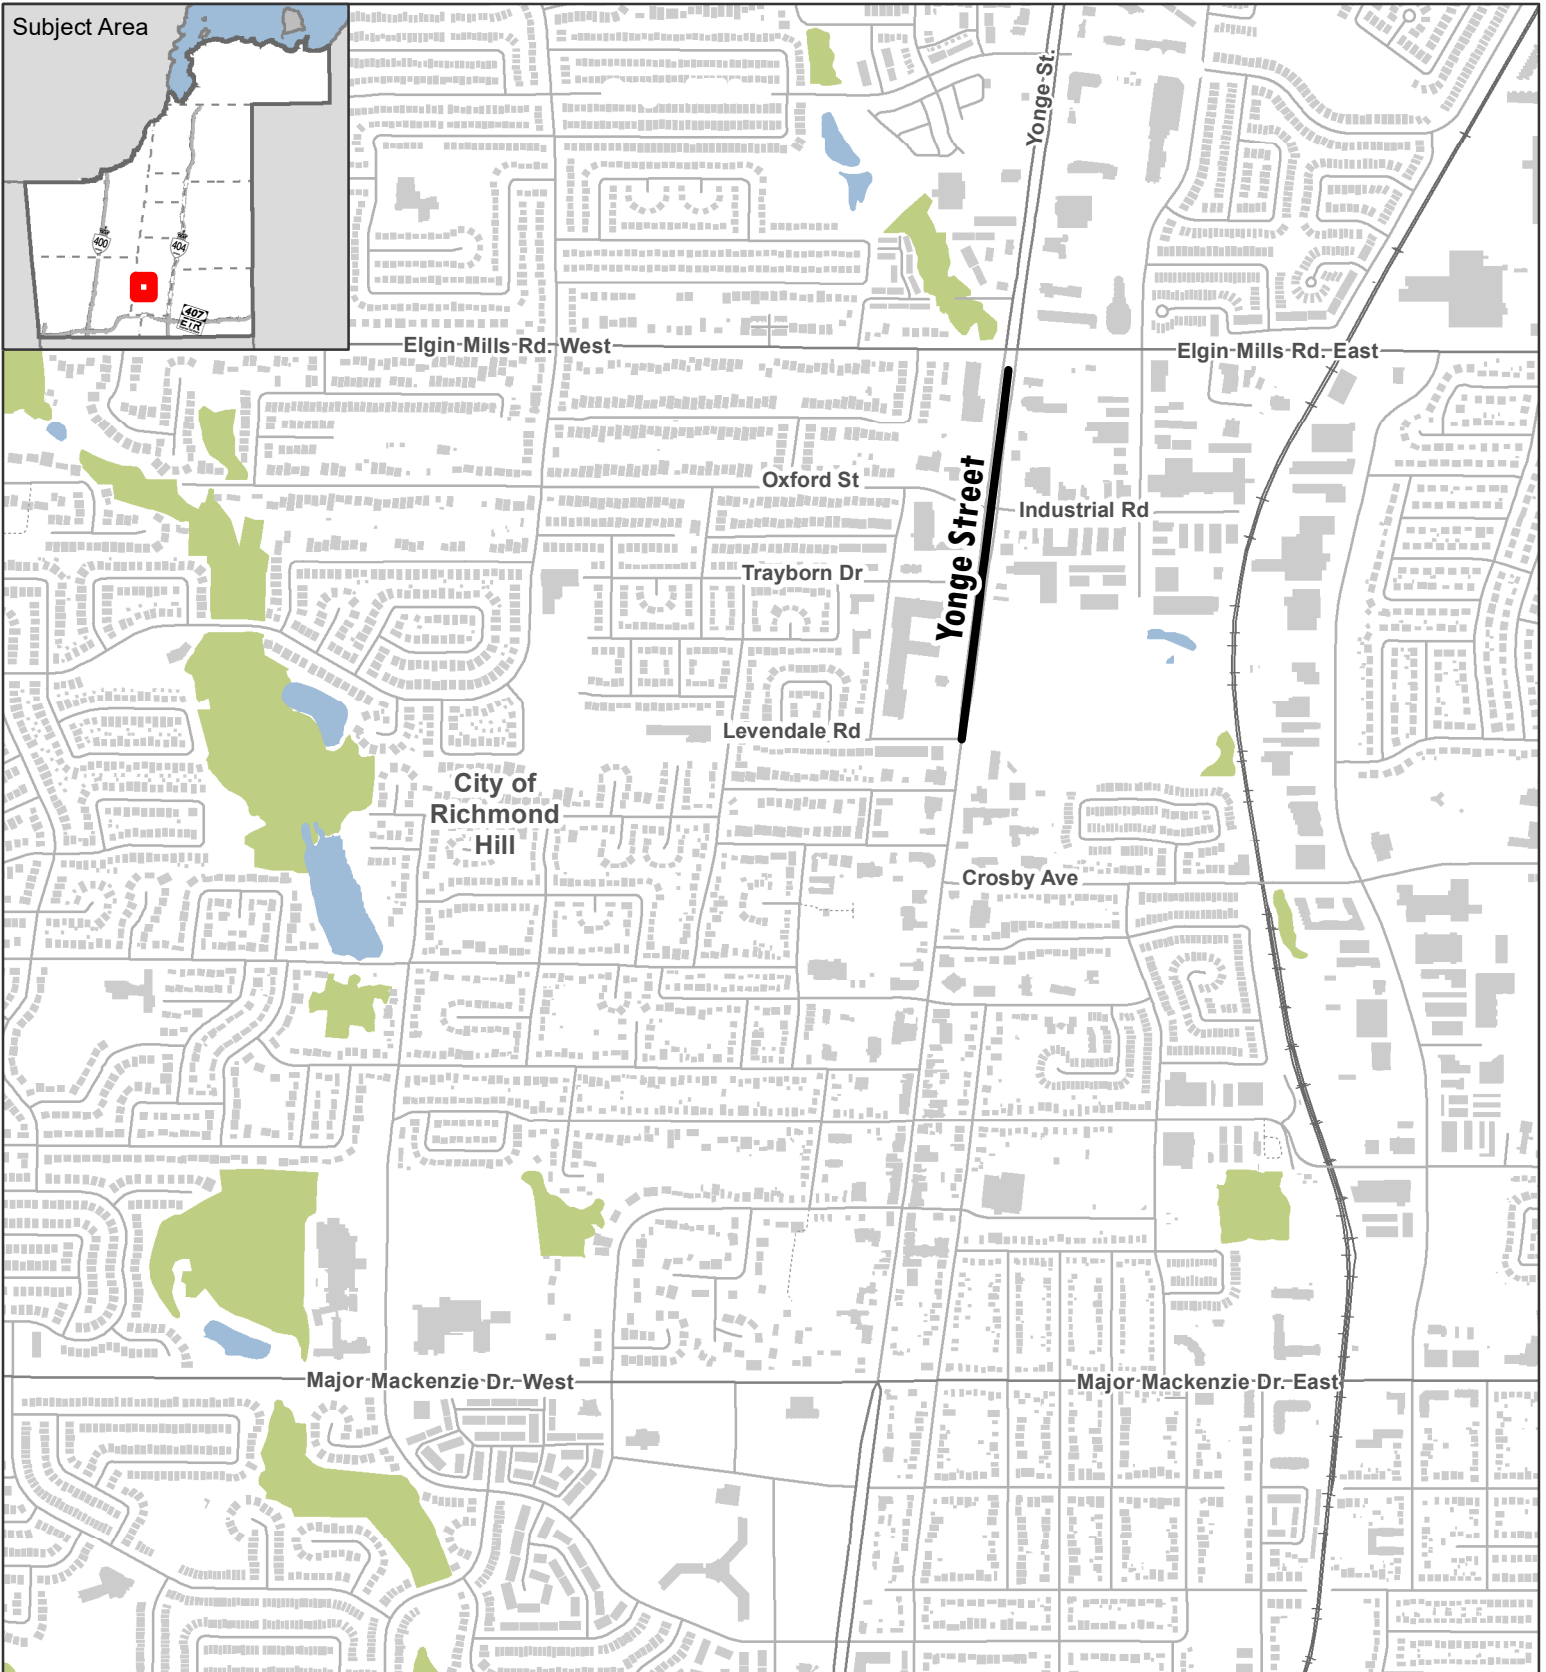 Subject Area
Yonge St.
400
404
407
ETR
Elgin Mills Rd. West
Elgin Mills Rd. East
Oxford St
Yonge Street
Industrial Rd
Trayborn Dr
Levendale Rd
City of
Richmond
Hill
Crosby Ave
Major Mackenzie Dr. West
Major Mackenzie Dr. East